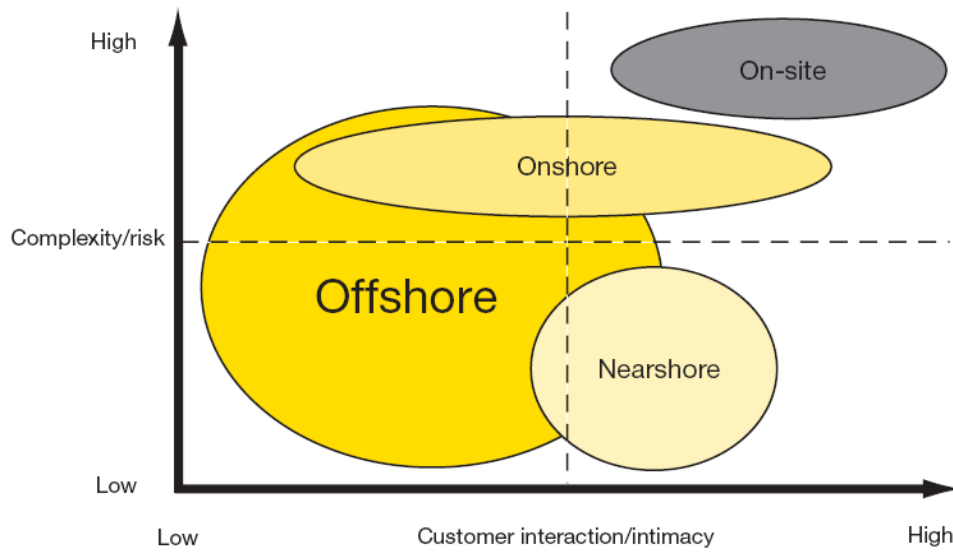 High
On-site
Onshore
Complexity/risk
Offshore
Nearshore
Low
Low
Customer interaction/intimacy
High